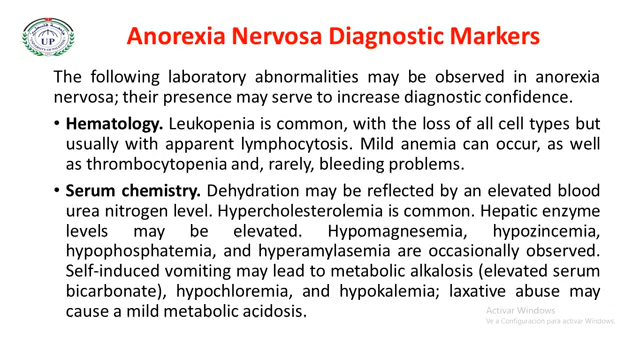 UP
Anorexia Nervosa Diagnostic Markers
The following laboratory abnormalities may be observed in anorexia
nervosa; their presence may serve to increase diagnostic confidence.
• Hematology. Leukopenia is common, with the loss of all cell types but
usually with apparent lymphocytosis. Mild anemia can occur, as well
as thrombocytopenia and, rarely, bleeding problems.
• Serum chemistry. Dehydration may be reflected by an elevated blood
urea nitrogen level. Hypercholesterolemia is common. Hepatic enzyme
levels may be elevated. Hypomagnesemia, hypozincemia,
hypophosphatemia, and hyperamylasemia are occasionally observed.
Self-induced vomiting may lead to metabolic alkalosis (elevated serum
bicarbonate), hypochloremia, and hypokalemia; laxative abuse may
cause a mild metabolic acidosis.
Activar Windows
Ve a Configuración para activar Windows.